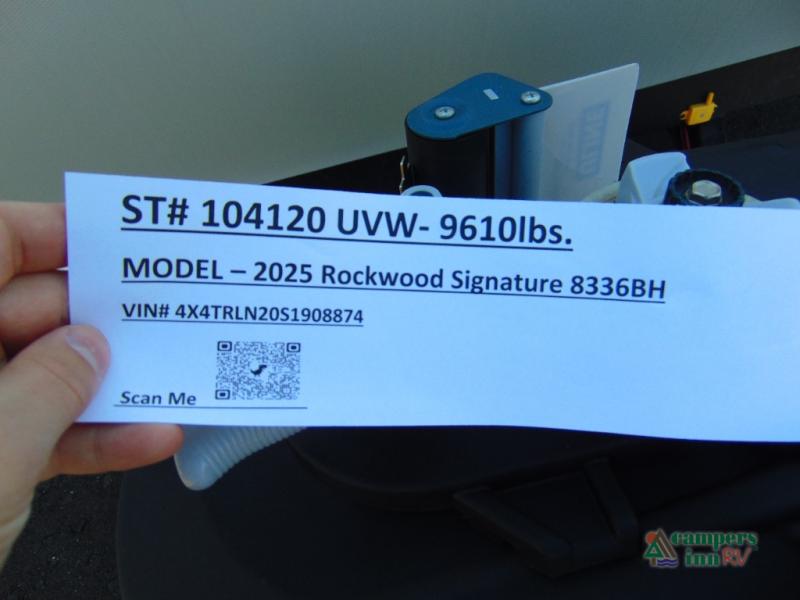 ST# 104120 UVW- 9610lbs.
MODEL – 2025 Rockwood Signature 8336BH
VIN# 4X4TRLN20S1908874
Scan Me
campers
inn RV